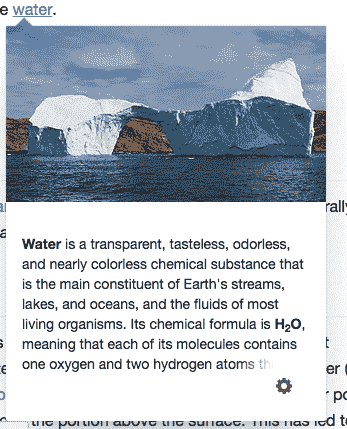 e water.
rally
a
Water is a transparent, tasteless, odorless,
and nearly colorless chemical substance that
is the main constituent of Earth's streams,
lakes, and oceans, and the fluids of most
living organisms. Its chemical formula is H₂O,
meaning that each of its molecules contains
one oxygen and two hydrogen atoms th
er (
po
the portion above the surface. This has led to